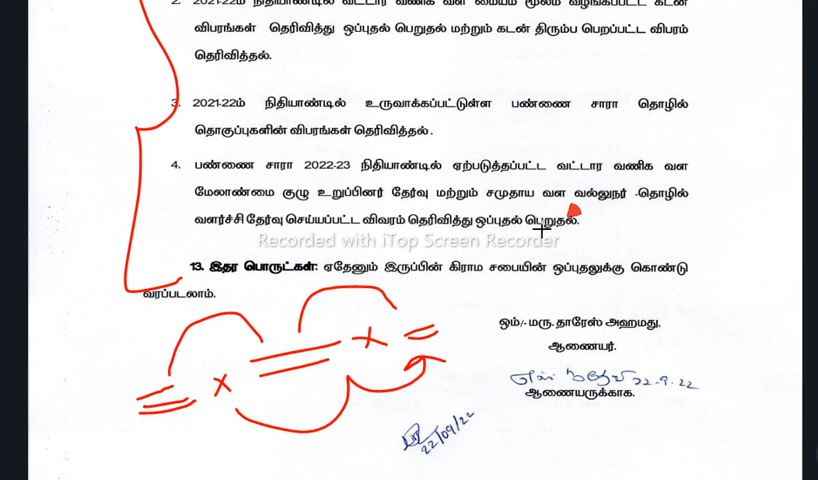 2. 2021-22ம் நிதியாண்டில் வட்டார வணிக வள மையம் மூலம் வழங்கப்பட்ட கடன்
விபரங்கள் தெரிவித்து ஒப்புதல் பெறுதல் மற்றும் கடன் திரும்ப பெறப்பட்ட விபரம்
தெரிவித்தல்.
3. 2021-22ம் நிதியாண்டில் உருவாக்கப்பட்டுள்ள பண்ணை சாரா தொழில்
தொகுப்புகளின் விபரங்கள் தெரிவித்தல்.
4. பண்ணை சாரா 2022-23 நிதியாண்டில் ஏற்படுத்தப்பட்ட வட்டார வணிக வள
மேலாண்மை குழு உறுப்பினர் தேர்வு மற்றும் சமுதாய வள வல்லுநர் -தொழில்
வளர்ச்சி தேர்வு செய்யப்பட்ட விவரம் தெரிவித்து ஒப்புதல் பெறுதல்.
Recorded with iTop Screen Recorder
13. இதர பொருட்கள்: ஏதேனும் இருப்பின் கிராம சபையின் ஒப்புதலுக்கு கொண்டு
வரப்படலாம்.
ஒம்/- மரு. தாரேஸ் அஹமது,
ஆணையர்.
22-9-22
ஆணையருக்காக.
22/09/22